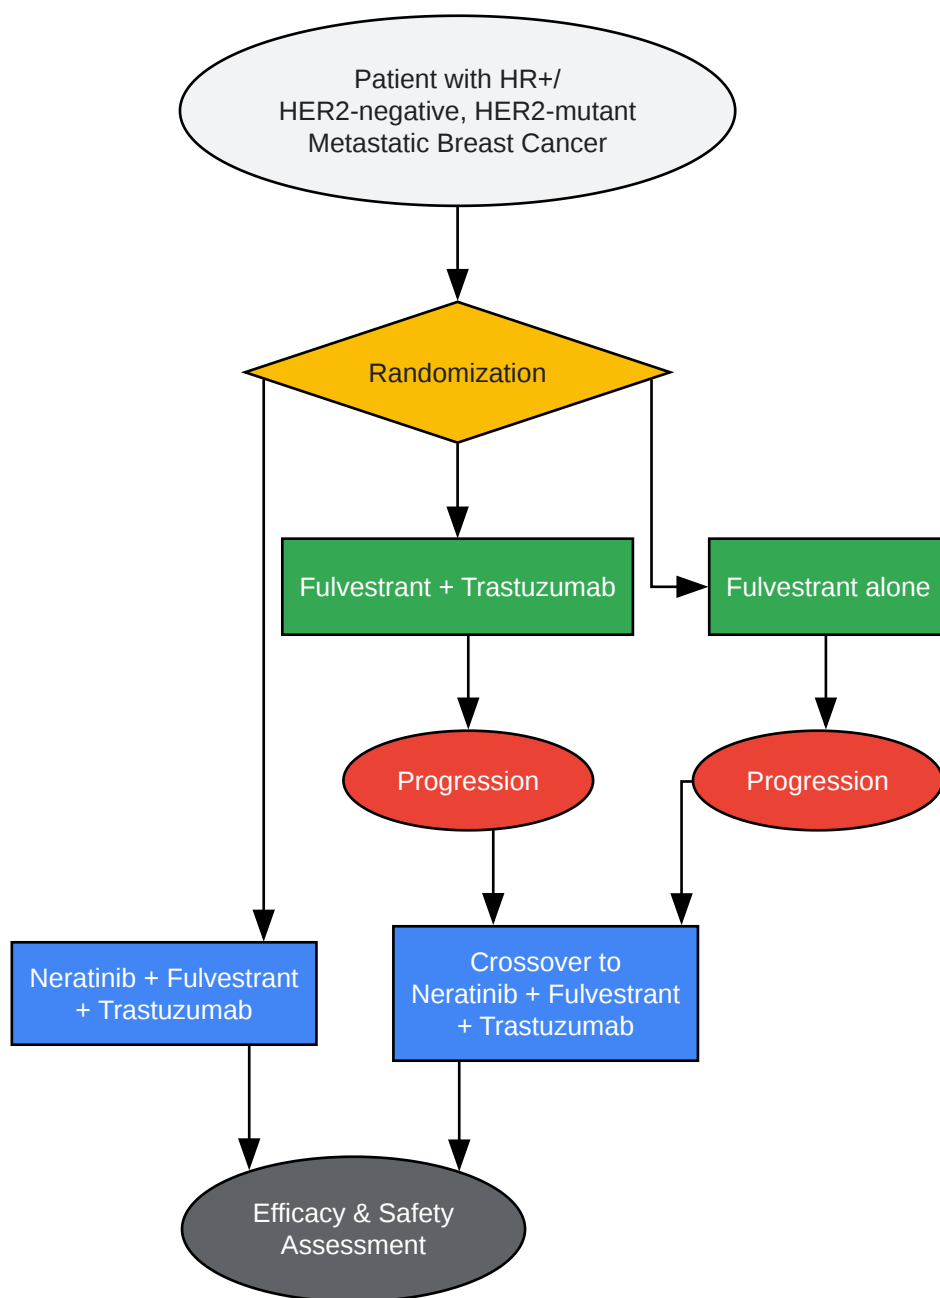 Patient with HR+/
HER2-negative, HER2-mutant
Metastatic Breast Cancer
Randomization
Fulvestrant + Trastuzumab
Fulvestrant alone
Progression
Progression
Neratinib + Fulvestrant
+ Trastuzumab
Crossover to
Neratinib + Fulvestrant
+ Trastuzumab
Efficacy & Safety
Assessment